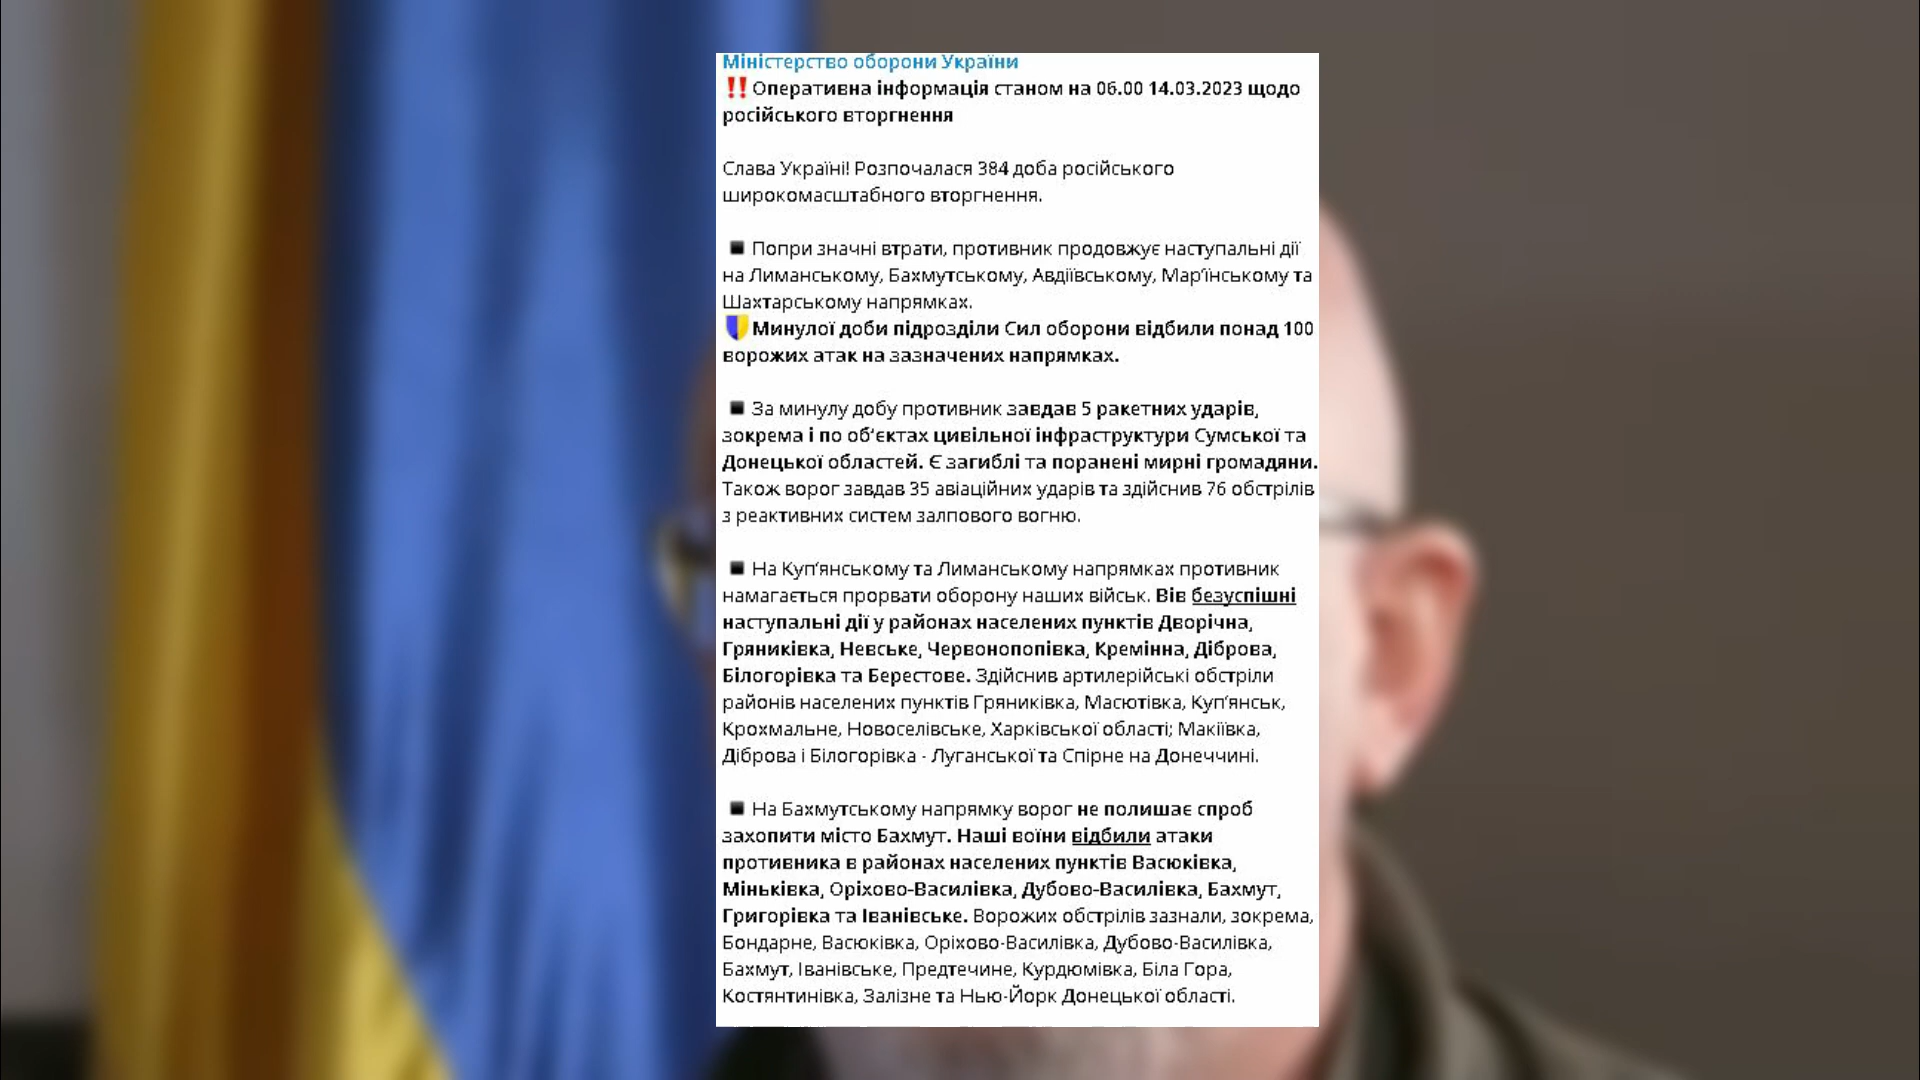 Міністерство оборони України
‼️Оперативна інформація станом на 06.00 14.03.2023 щодо
російського вторгнення
Слава Україні! Розпочалася 384 доба російського
широкомасштабного вторгнення.
◾️Попри значні втрати, противник продовжує наступальні дії
на Лиманському, Бахмутському, Авдіївському, Мар'їнському та
Шахтарському напрямках.
Минулої доби підрозділи Сил оборони відбили понад 100
ворожих атак на зазначених напрямках.
◾️За минулу добу противник завдав 5 ракетних ударів,
зокрема і по об'єктах цивільної інфраструктури Сумської та
Донецької областей. Є загиблі та поранені мирні громадяни.
Також ворог завдав 35 авіаційних ударів та здійснив 76 обстрілів
з реактивних систем залпового вогню.
◾️На Куп'янському та Лиманському напрямках противник
намагається прорвати оборону наших військ. Вів безуспішні
наступальні дії у районах населених пунктів Дворічна,
Гряниківка, Невське, Червонопопівка, Кремінна, Діброва,
Білогорівка та Берестове. Здійснив артилерійські обстріли
районів населених пунктів Гряниківка, Масютівка, Куп'янськ,
Крохмальне, Новоселівське, Харківської області; Макіївка,
Діброва і Білогорівка - Луганської та Спірне на Донеччині.
◾️На Бахмутському напрямку ворог не полишає спроб
захопити місто Бахмут. Наші воїни відбили атаки
противника в районах населених пунктів Васюківка,
Міньківка, Оріхово-Василівка, Дубово-Василівка, Бахмут,
Григорівка та Іванівське. Ворожих обстрілів зазнали, зокрема,
Бондарне, Васюківка, Оріхово-Василівка, Дубово-Василівка,
Бахмут, Іванівське, Предтечине, Курдюмівка, Біла Гора,
Костянтинівка, Залізне та Нью-Йорк Донецької області.